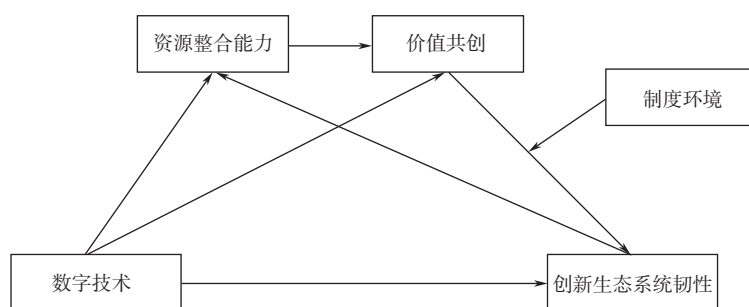 资源整合能力
价值共创
制度环境
数字技术
创新生态系统韧性